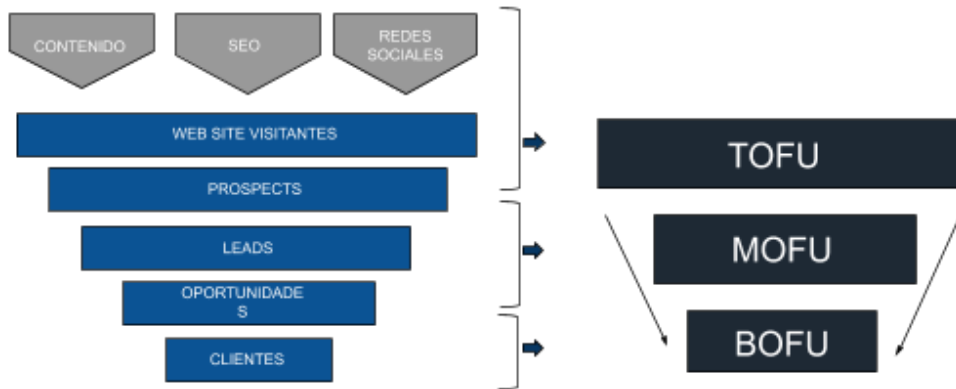 CONTENIDO
SEO
REDES
SOCIALES
WEB SITE VISITANTES
PROSPECTS
LEADS
OPORTUNIDADE
S
CLIENTES
TOFU
MOFU
BOFU